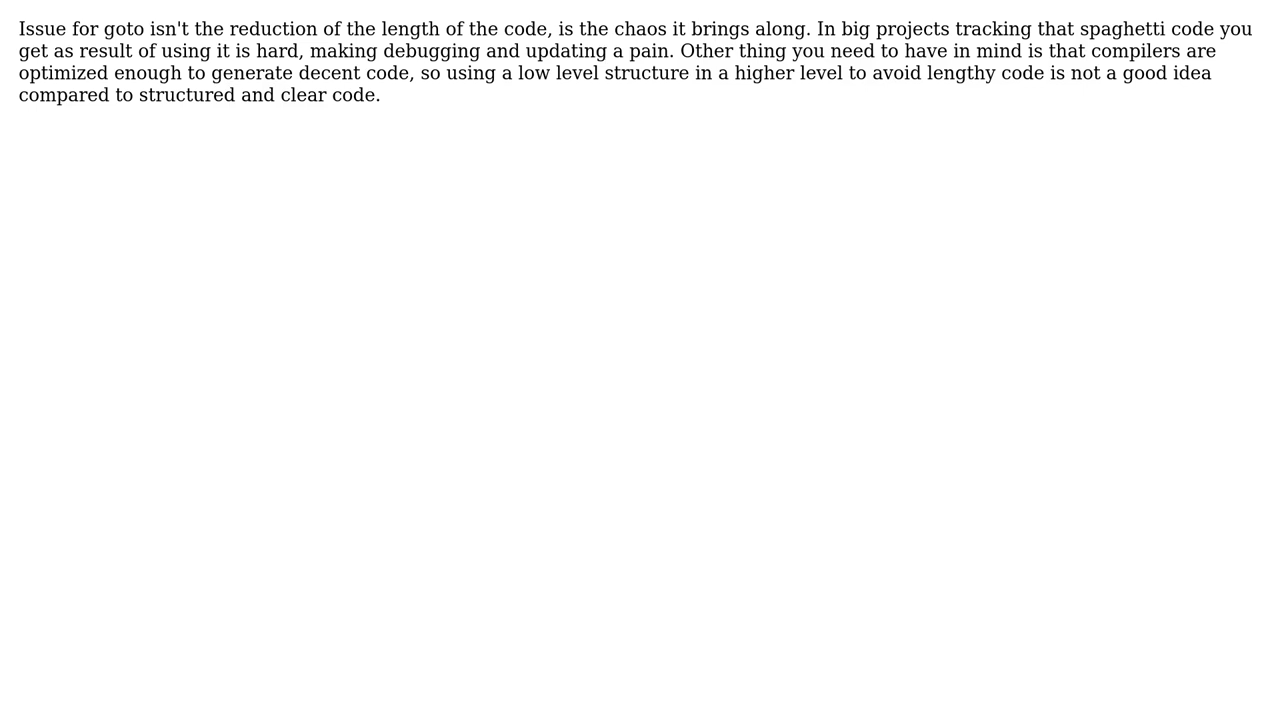 Issue for goto isn't the reduction of the length of the code, is the chaos it brings along. In big projects tracking that spaghetti code you
get as result of using it is hard, making debugging and updating a pain. Other thing you need to have in mind is that compilers are
optimized enough to generate decent code, so using a low level structure in a higher level to avoid lengthy code is not a good idea
compared to structured and clear code.